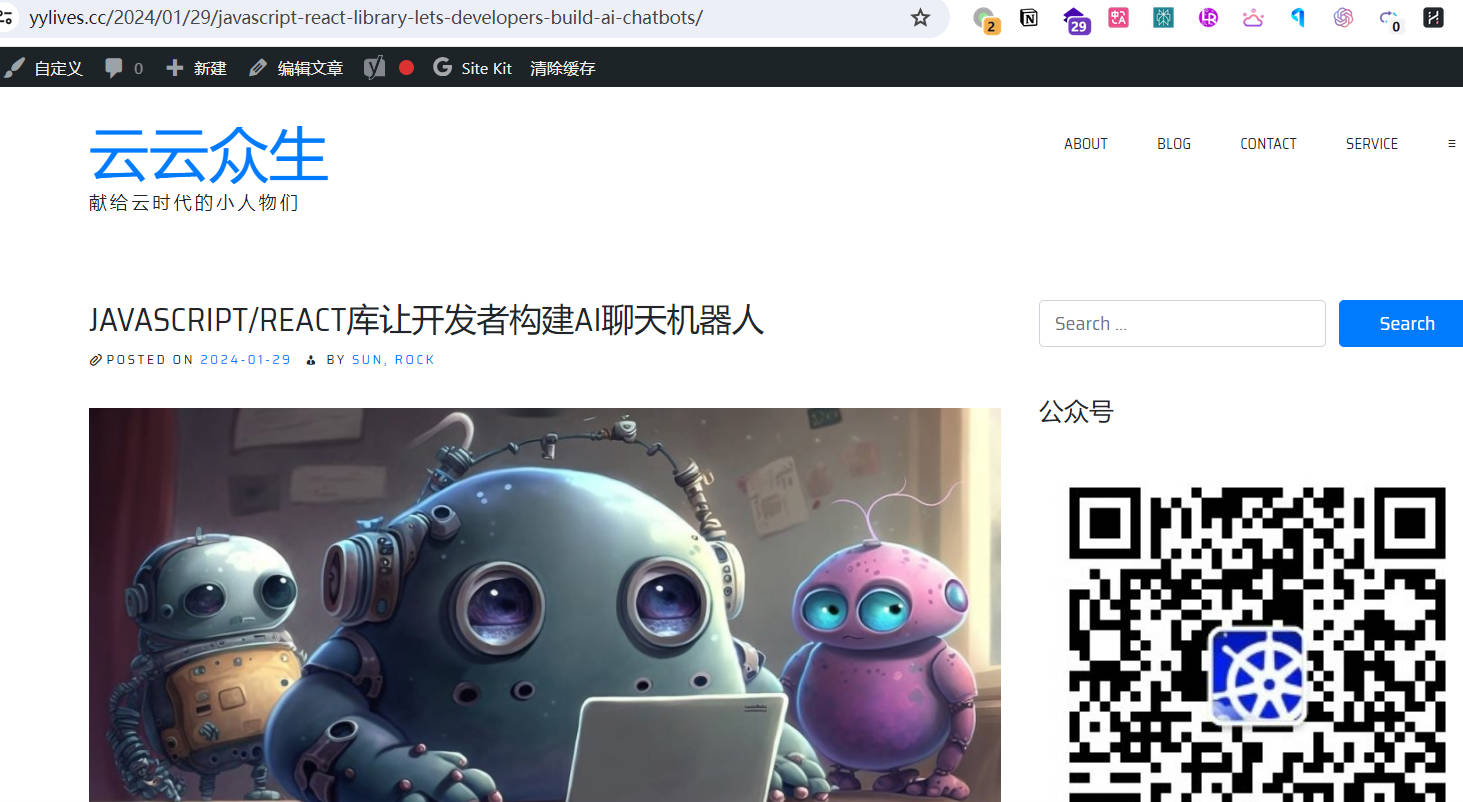 yylives.cc/2024/01/29/javascript-react-library-lets-developers-build-ai-chatbots/
2
29
0
自定义
0
新建
编辑文章
Site Kit
清除缓存
云云众生
献给云时代的小人物们
ABOUT
BLOG
CONTACT
SERVICE
JAVASCRIPT/REACT库让开发者构建AI聊天机器人
POSTED ON 2024-01-29 BY SUN, ROCK
Search ...
Search
公众号